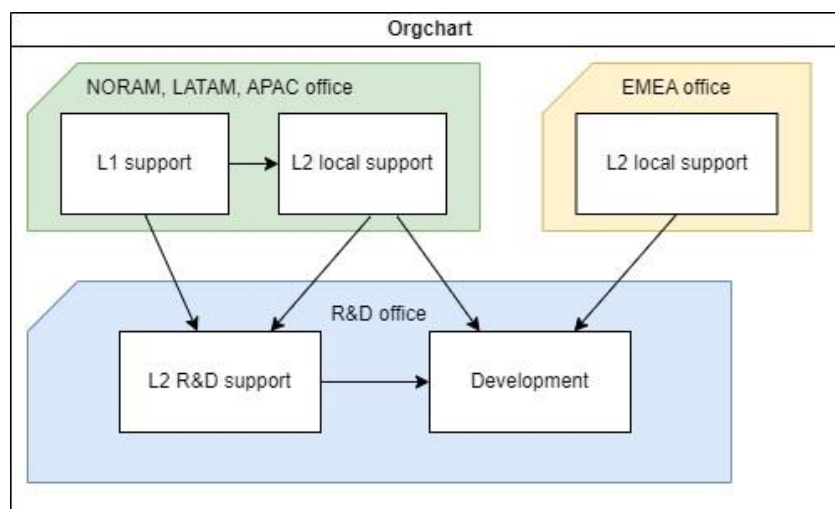 Orgchart
NORAM, LATAM, APAC office
EMEA office
L1 support
L2 local support
L2 local support
R&D office
L2 R&D support
Development